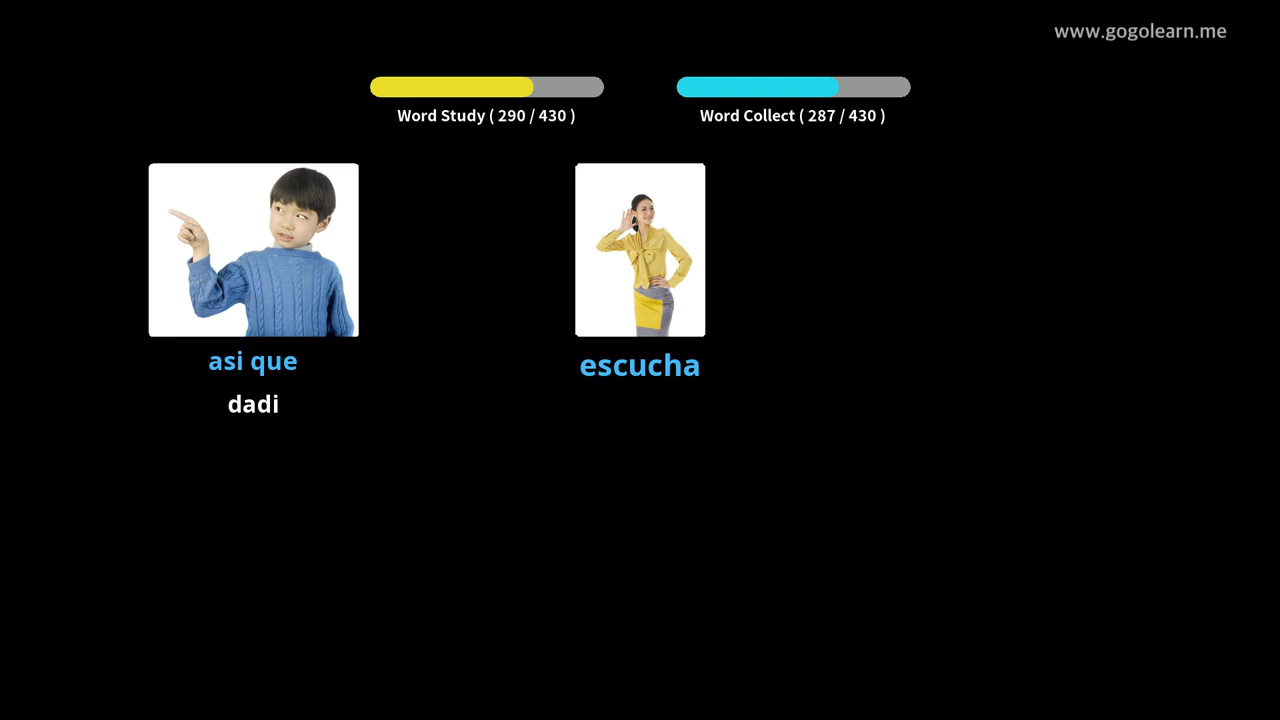 www.gogolearn.me
Word Study ( 290 / 430 )
Word Collect ( 287 / 430 )
asi que
dadi
escucha